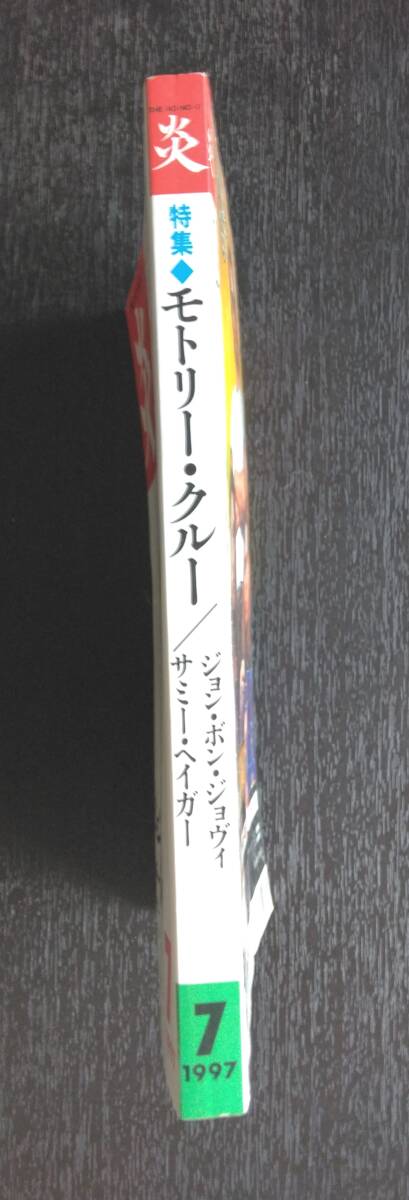 炎
特集◆モトリー・クルー／
ジョン・ボン・ジョヴィ
サミー・ヘイガー
7
1997